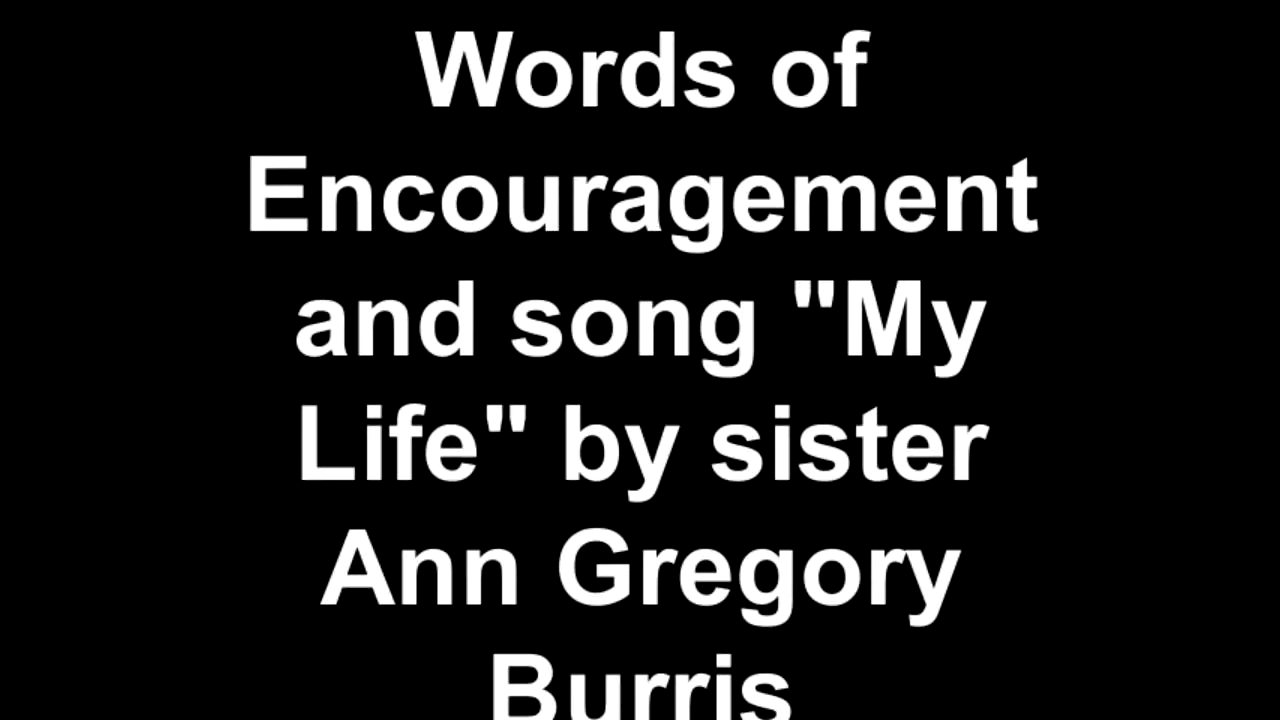 Words of
Encouragement
and song "My
Life" by sister
Ann Gregory
Burris